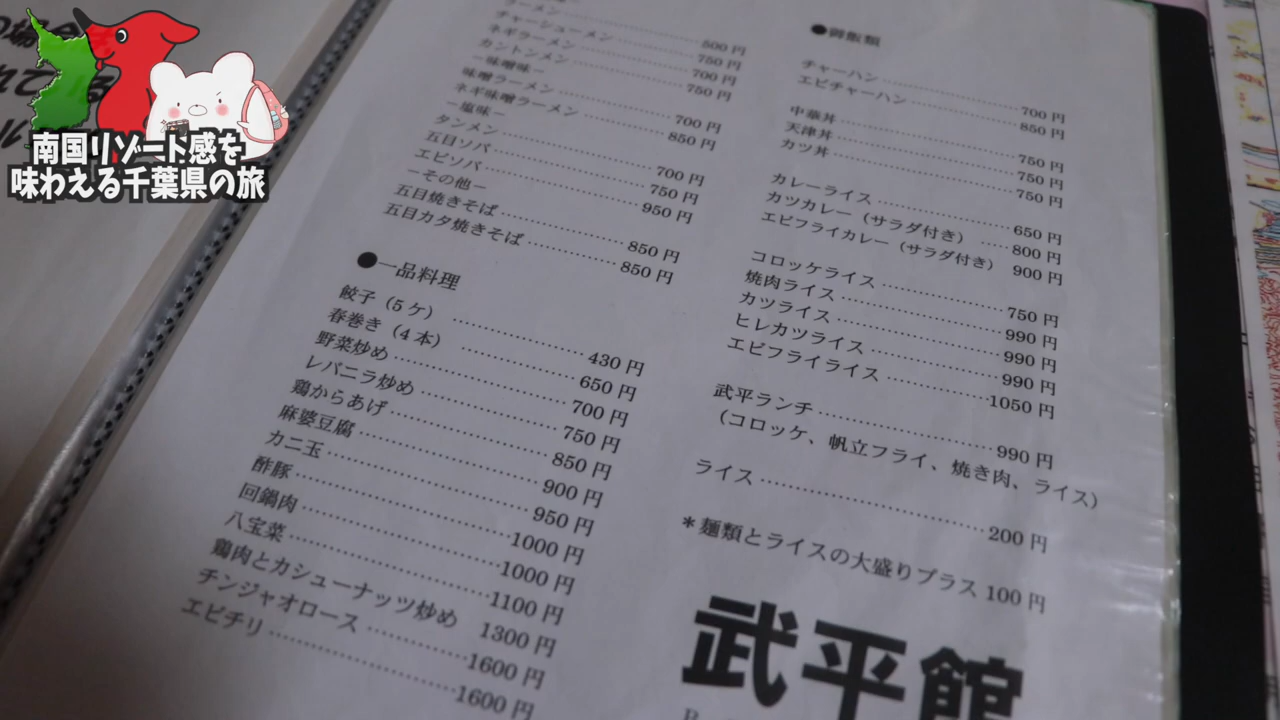 南国リゾート感を
味わえる千葉県の旅
ラーメン 500円
チャーシューメン 750円
ネギラーメン 700円
カントンメン 750円
−味噌味−
味噌ラーメン 700円
ネギ味噌ラーメン 850円
−塩味−
タンメン 700円
五目ソバ 750円
エビソバ 950円
−その他−
五目焼きそば 850円
五目カタ焼きそば 850円
●一品料理
餃子（5ケ） 430円
春巻き（4本） 650円
野菜炒め 700円
レバニラ炒め 750円
鶏からあげ 850円
麻婆豆腐 900円
カニ玉 950円
酢豚 1000円
回鍋肉 1000円
八宝菜 1100円
鶏肉とカシューナッツ炒め 1300円
チンジャオロース 1600円
エビチリ 1600円
●御飯類
チャーハン 700円
エビチャーハン 850円
中華丼 750円
天津丼 750円
カツ丼 750円
カレーライス 650円
カツカレー（サラダ付き） 800円
エビフライカレー（サラダ付き） 900円
コロッケライス 750円
焼肉ライス 990円
カツライス 990円
ヒレカツライス 990円
エビフライライス 1050円
武平ランチ 990円
（コロッケ、帆立フライ、焼き肉、ライス）
ライス 200円
＊麺類とライスの大盛りプラス 100円
武平館